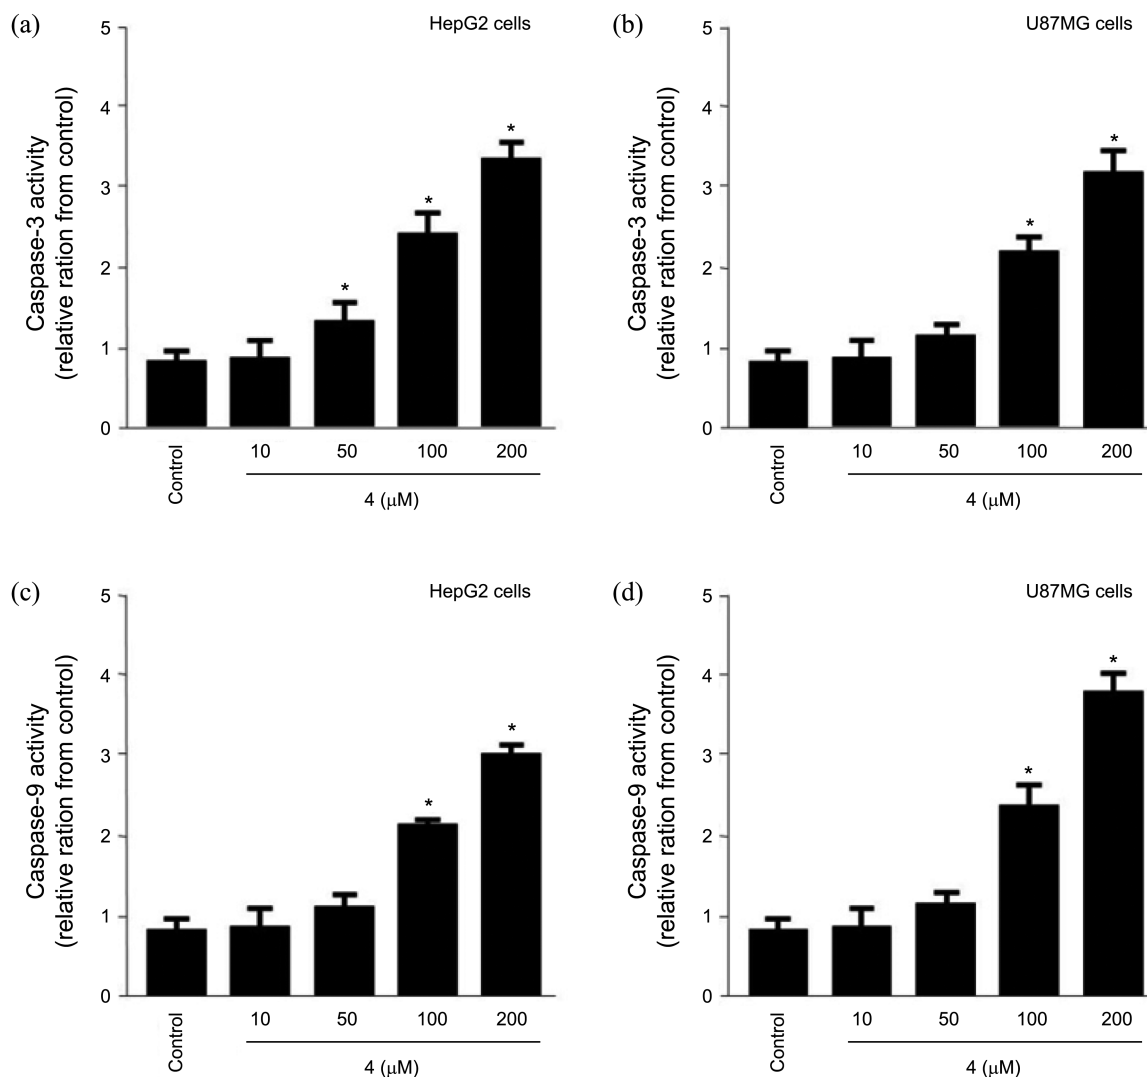 (a)
HepG2 cells
Caspase-3 activity
(relative ration from control)
5
4
3
2
1
0
*
*
*
Control
10
50
100
200
4 (μM)
(b)
U87MG cells
Caspase-3 activity
(relative ration from control)
5
4
3
2
1
0
*
*
Control
10
50
100
200
4 (μM)
(c)
HepG2 cells
Caspase-9 activity
(relative ration from control)
5
4
3
2
1
0
*
*
Control
10
50
100
200
4 (μM)
(d)
U87MG cells
Caspase-9 activity
(relative ration from control)
5
4
3
2
1
0
*
*
Control
10
50
100
200
4 (μM)